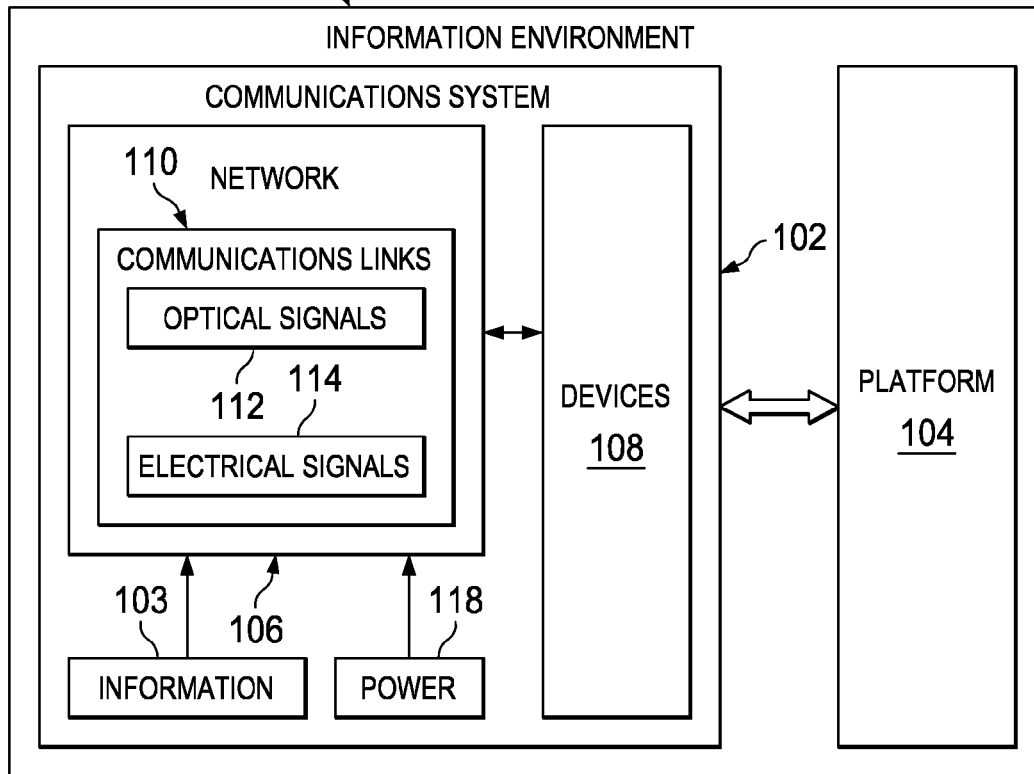 INFORMATION ENVIRONMENT
COMMUNICATIONS SYSTEM
110
NETWORK
COMMUNICATIONS LINKS
OPTICAL SIGNALS
112
114
ELECTRICAL SIGNALS
DEVICES
108
102
PLATFORM
104
103
106
118
INFORMATION
POWER